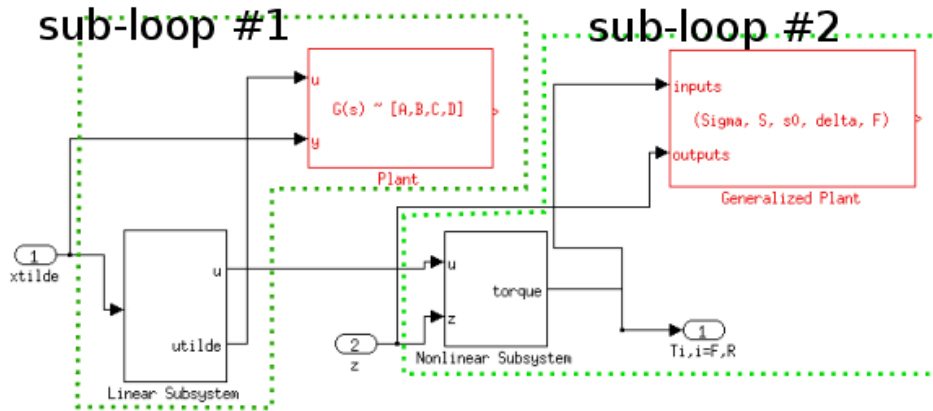 sub-loop #1
sub-loop #2
u
G(s) ~ [A,B,C,D]
y
Plant
inputs
(Sigma, S, s0, delta, F)
outputs
Generalized Plant
1
xtilde
u
utilde
Linear Subsystem
2
z
u
torque
z
Nonlinear Subsystem
1
Ti,i=F,R